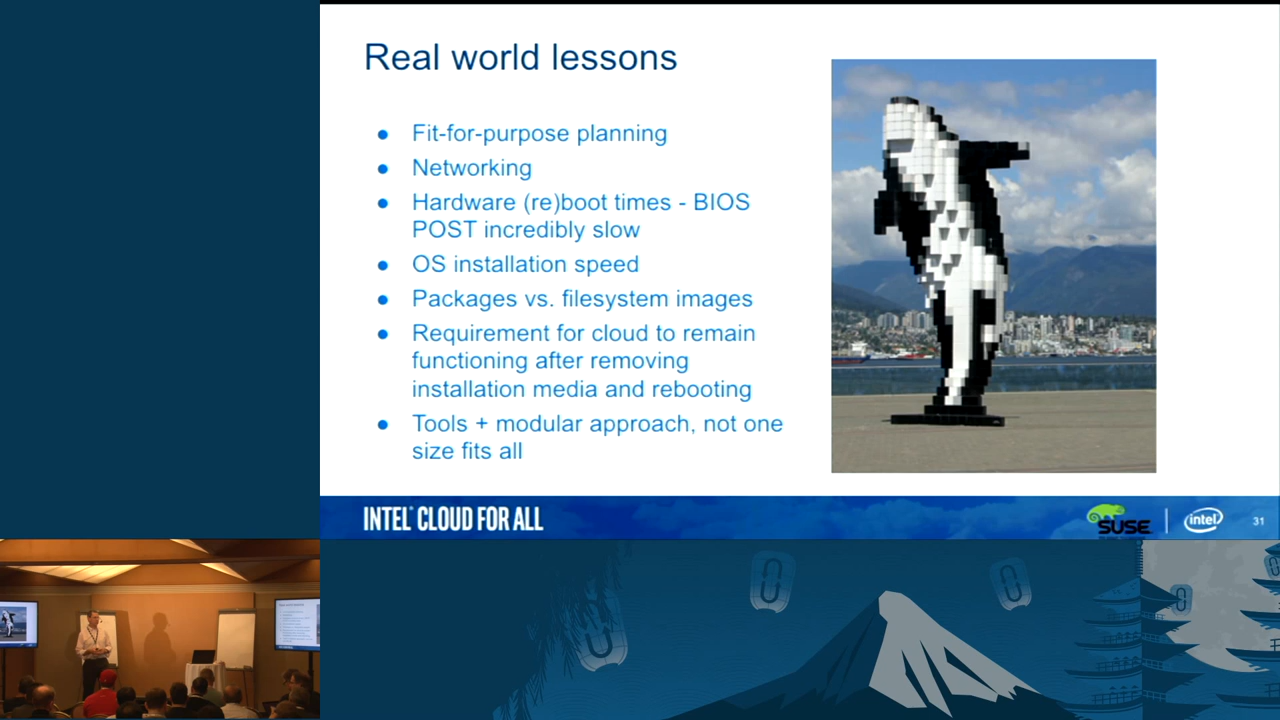 Real world lessons
● Fit-for-purpose planning
● Networking
● Hardware (re)boot times - BIOS
POST incredibly slow
● OS installation speed
● Packages vs. filesystem images
● Requirement for cloud to remain
functioning after removing
installation media and rebooting
● Tools + modular approach, not one
size fits all
INTEL® CLOUD FOR ALL
SUSE
intel
31